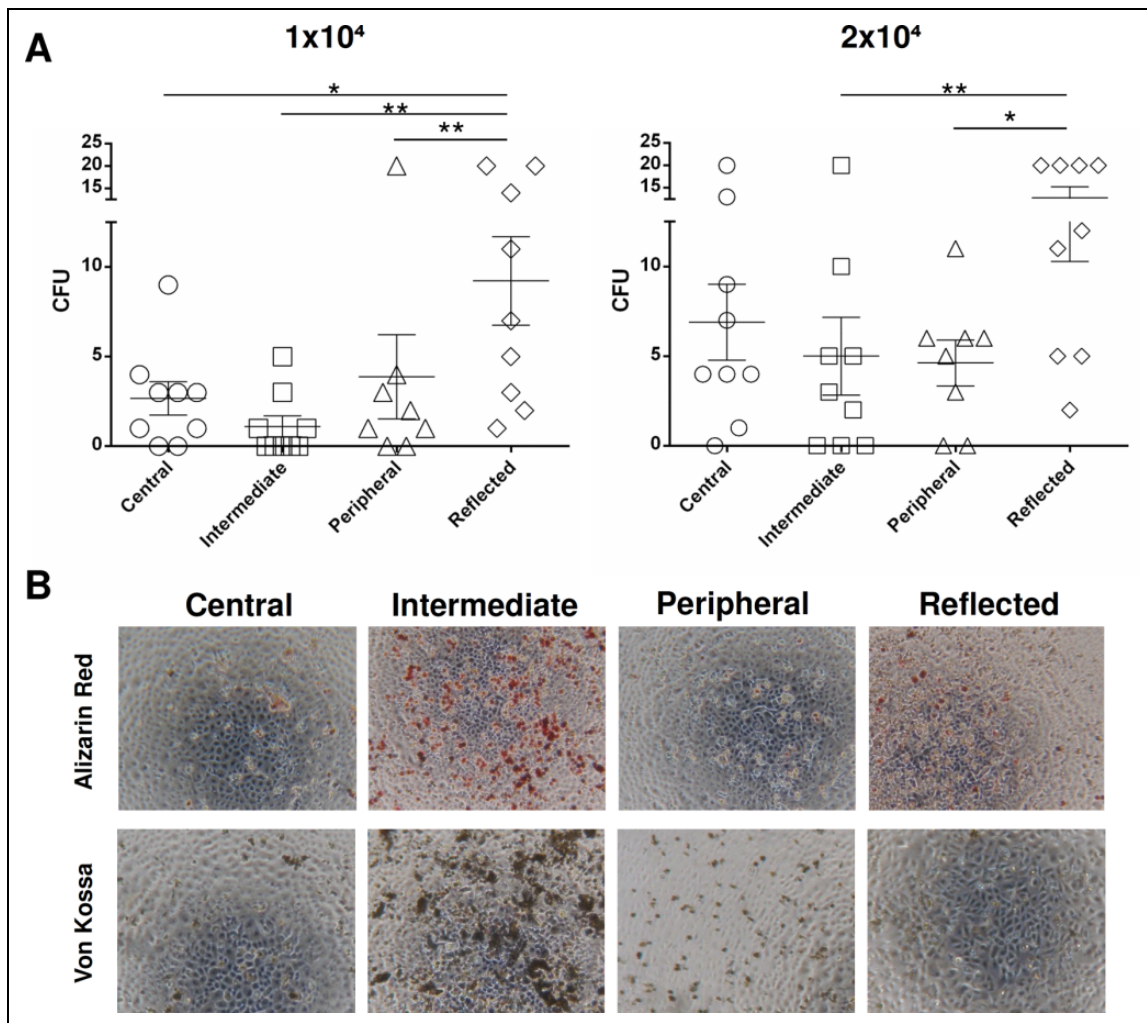 A
1x10⁴
2x10⁴
*
**
**
**
*
25
20
15
10
5
0
CFU
Central
Intermediate
Peripheral
Reflected
25
20
15
10
5
0
CFU
Central
Intermediate
Peripheral
Reflected
B
Central
Intermediate
Peripheral
Reflected
Alizarin Red
Von Kossa